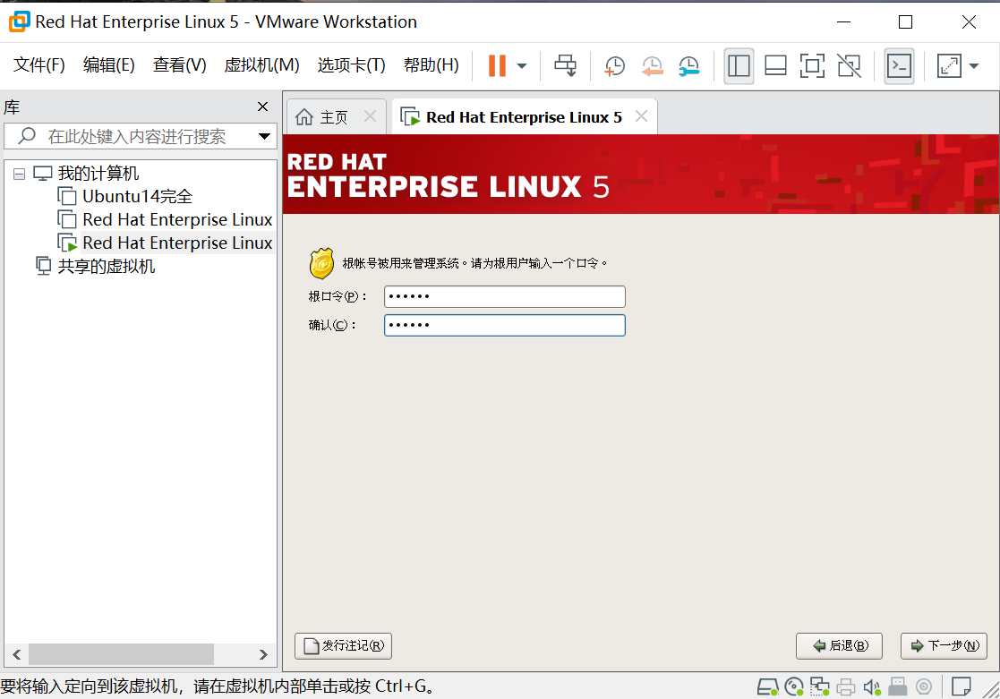 Red Hat Enterprise Linux 5 - VMware Workstation
文件(F) 编辑(E) 查看(V) 虚拟机(M) 选项卡(T) 帮助(H)
库
在此处键入内容进行搜索
我的计算机
Ubuntu14完全
Red Hat Enterprise Linux
Red Hat Enterprise Linux
共享的虚拟机
主页
Red Hat Enterprise Linux 5
RED HAT
ENTERPRISE LINUX 5
根帐号被用来管理系统。请为根用户输入一个口令。
根口令(P)：
确认(C)：
发行注记(R)
后退(B)
下一步(N)
要将输入定向到该虚拟机，请在虚拟机内部单击或按 Ctrl+G。